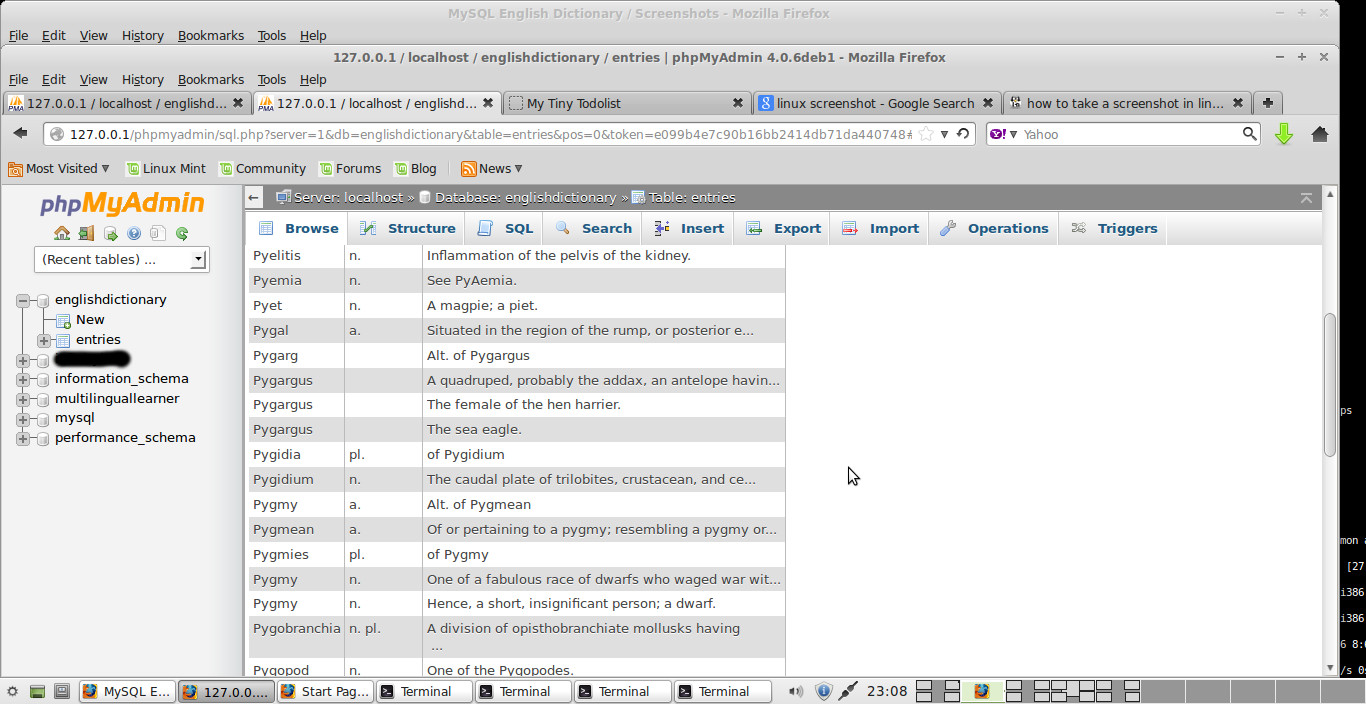 MySQL English Dictionary / Screenshots - Mozilla Firefox
File Edit View History Bookmarks Tools Help
127.0.0.1 / localhost / englishdictionary / entries | phpMyAdmin 4.0.6deb1 - Mozilla Firefox
File Edit View History Bookmarks Tools Help
127.0.0.1 / localhost / englishd... 127.0.0.1 / localhost / englishd... My Tiny Todolist linux screenshot - Google Search how to take a screenshot in lin...
127.0.0.1/phpmyadmin/sql.php?server=1&db=englishdictionary&table=entries&pos=0&token=e099b4e7c90b16bb2414db71da440748# Yahoo
Most Visited Linux Mint Community Forums Blog News
phpMyAdmin
(Recent tables) ...
englishdictionary
New
entries
information_schema
multilinguallearner
mysql
performance_schema
Server: localhost » Database: englishdictionary » Table: entries
Browse Structure SQL Search Insert Export Import Operations Triggers
Pyelitis n. Inflammation of the pelvis of the kidney.
Pyemia n. See PyAemia.
Pyet n. A magpie; a piet.
Pygal a. Situated in the region of the rump, or posterior e...
Pygarg Alt. of Pygargus
Pygargus A quadruped, probably the addax, an antelope havin...
Pygargus The female of the hen harrier.
Pygargus The sea eagle.
Pygidia pl. of Pygidium
Pygidium n. The caudal plate of trilobites, crustacean, and ce...
Pygmy a. Alt. of Pygmean
Pygmean a. Of or pertaining to a pygmy; resembling a pygmy or...
Pygmies pl. of Pygmy
Pygmy n. One of a fabulous race of dwarfs who waged war wit...
Pygmy n. Hence, a short, insignificant person; a dwarf.
Pygobranchia n. pl. A division of opisthobranchiate mollusks having
...
Pygopod n. One of the Pygopodes.
ps
mon
[27
i386
i386
6 8:
/s
MySQL E... 127.0.0.... Start Pag... Terminal Terminal Terminal Terminal 23:08